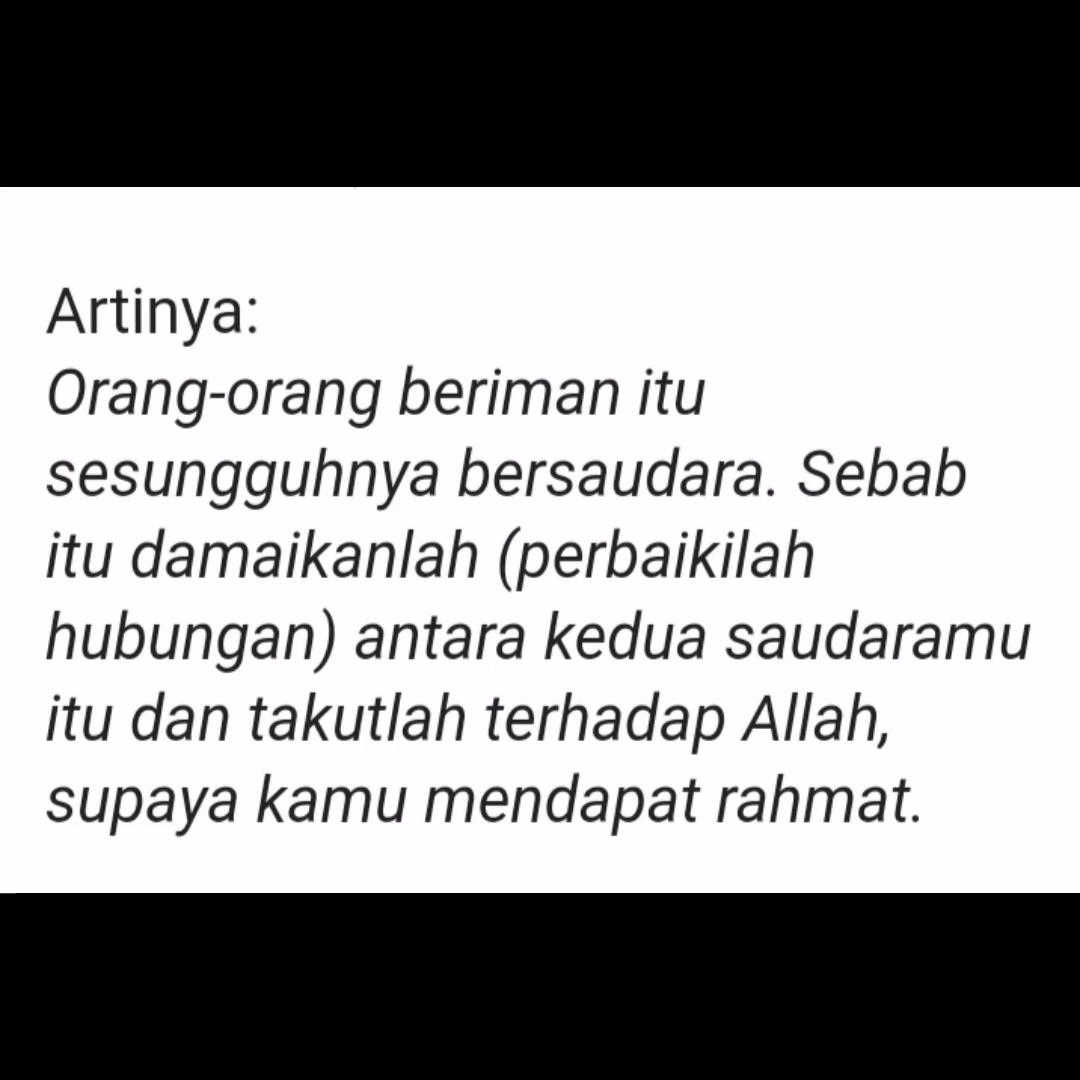 Artinya:
Orang-orang beriman itu
sesungguhnya bersaudara. Sebab
itu damaikanlah (perbaikilah
hubungan) antara kedua saudaramu
itu dan takutlah terhadap Allah,
supaya kamu mendapat rahmat.